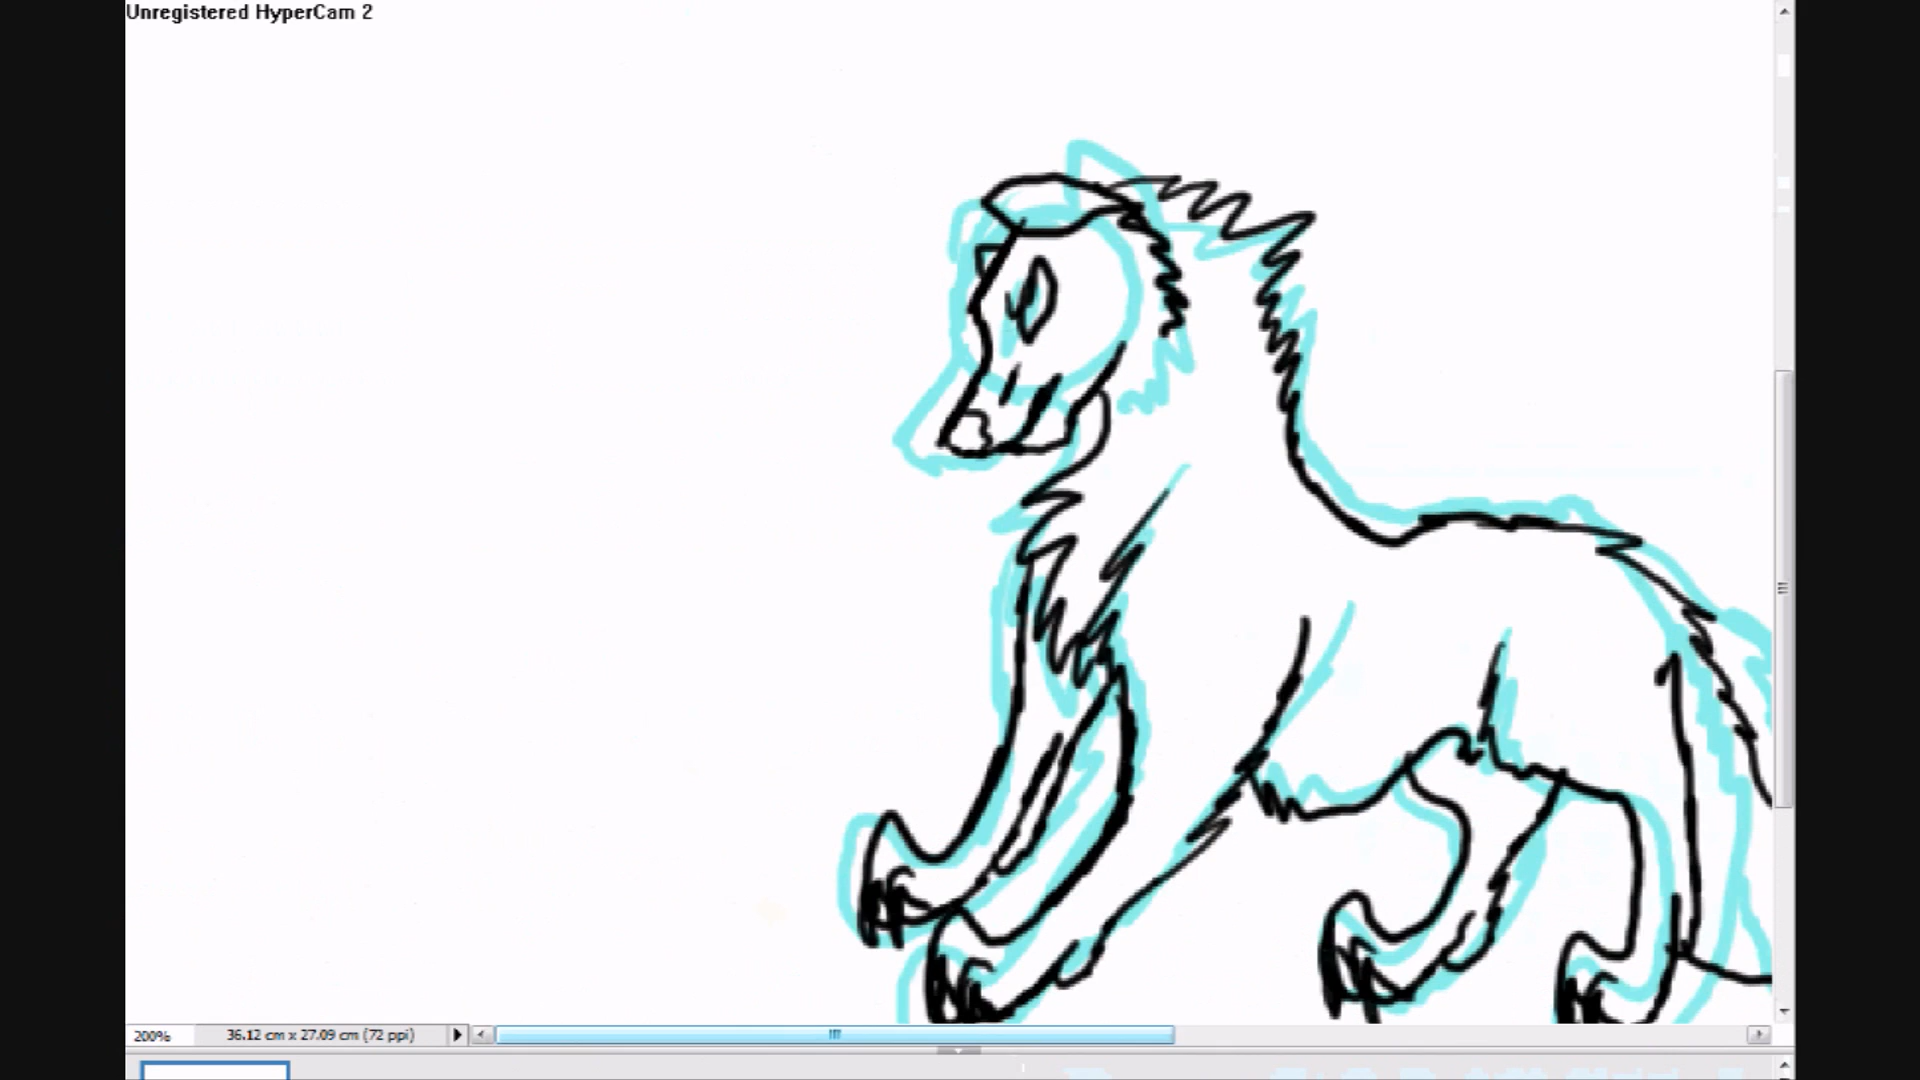 Unregistered HyperCam 2
200%
36.12 cm x 27.09 cm (72 ppi)